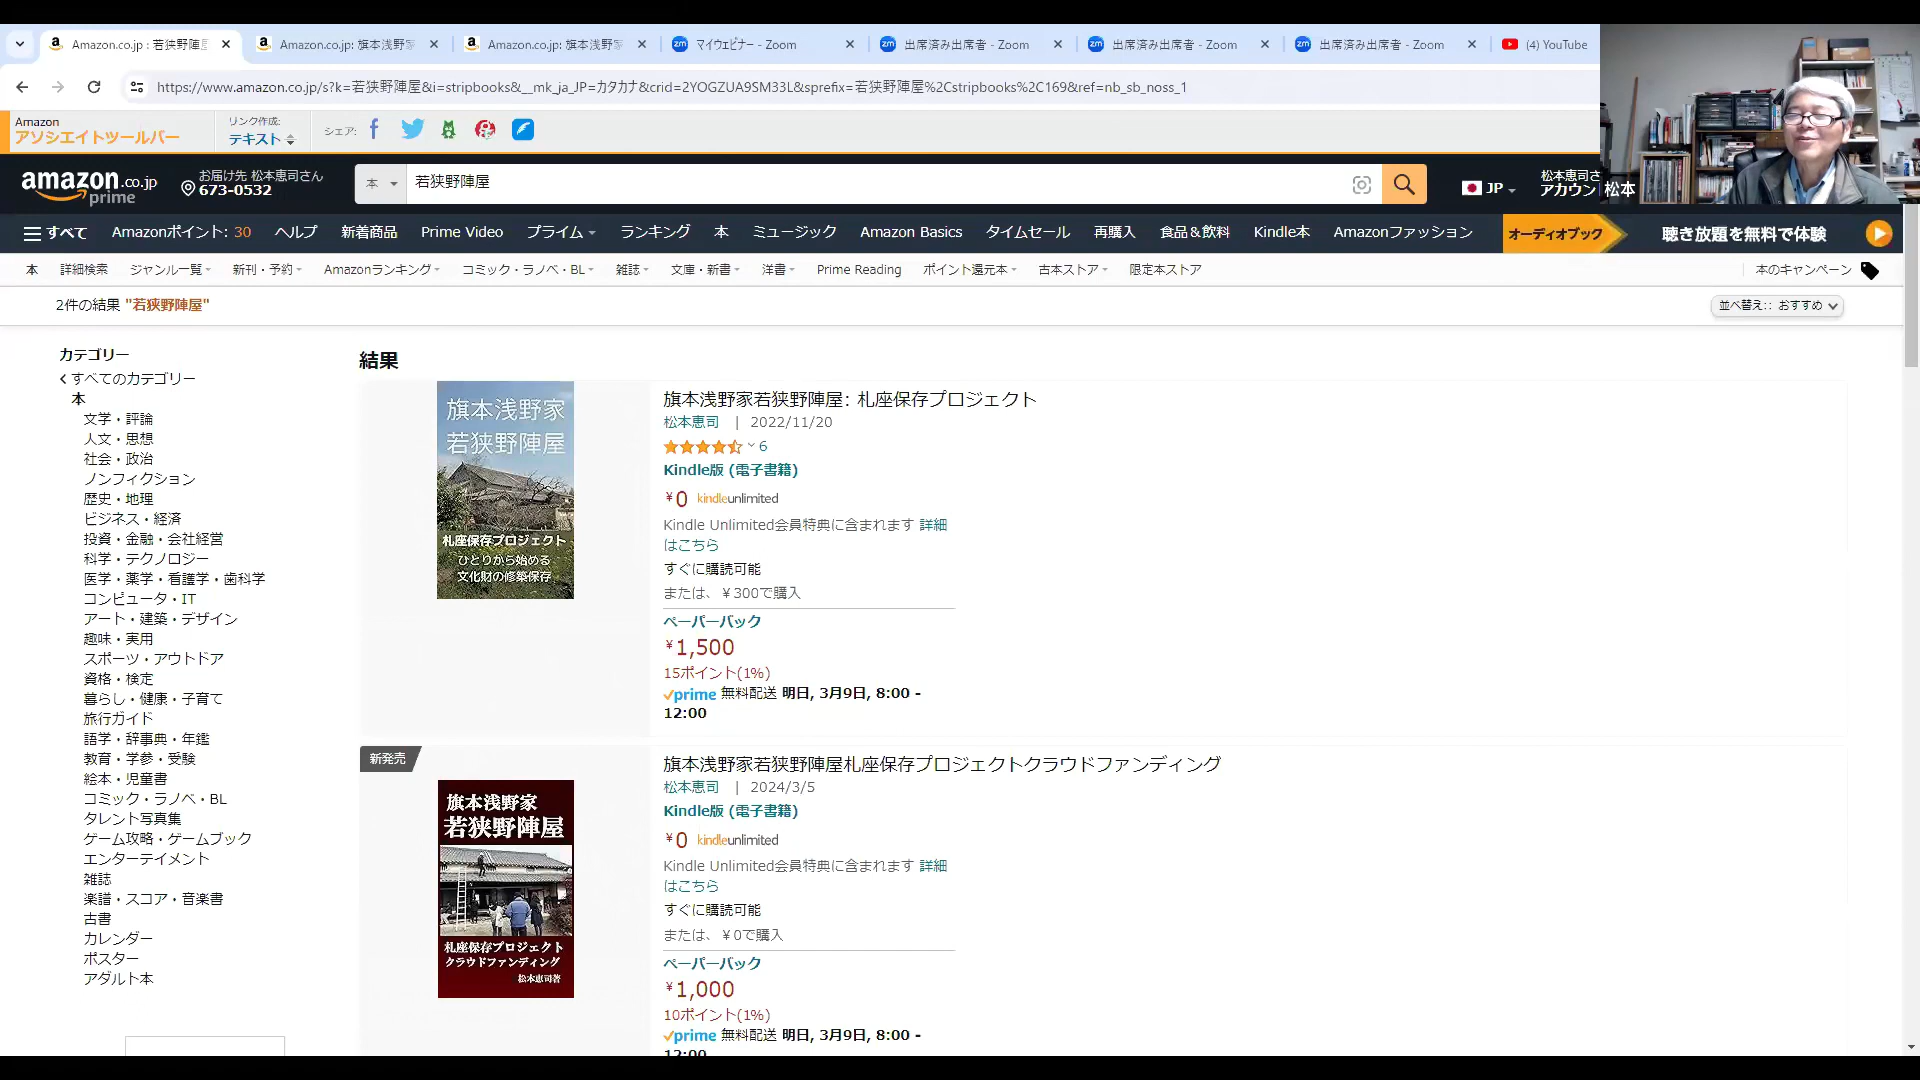 Amazon.co.jp : 若狭野陣屋
Amazon.co.jp: 旗本浅野家
Amazon.co.jp: 旗本浅野家
マイウェビナー - Zoom
出席済み出席者 - Zoom
出席済み出席者 - Zoom
出席済み出席者 - Zoom
(4) YouTube
https://www.amazon.co.jp/s?k=若狭野陣屋&i=stripbooks&__mk_ja_JP=カタカナ&crid=2YOGZUA9SM33L&sprefix=若狭野陣屋%2Cstripbooks%2C169&ref=nb_sb_noss_1
Amazon
アソシエイトツールバー
リンク作成:
テキスト
シェア:
amazon.co.jp
prime
お届け先 松本恵司さん
673-0532
本
若狭野陣屋
JP
松本恵司さ
アカウン
松本
すべて
Amazonポイント: 30
ヘルプ
新着商品
Prime Video
プライム
ランキング
本
ミュージック
Amazon Basics
タイムセール
再購入
食品＆飲料
Kindle本
Amazonファッション
オーディオブック
聴き放題を無料で体験
本
詳細検索
ジャンル一覧
新刊・予約
Amazonランキング
コミック・ラノベ・BL
雑誌
文庫・新書
洋書
Prime Reading
ポイント還元本
古本ストア
限定本ストア
本のキャンペーン
2件の結果 "若狭野陣屋"
並べ替え:: おすすめ
カテゴリー
すべてのカテゴリー
本
文学・評論
人文・思想
社会・政治
ノンフィクション
歴史・地理
ビジネス・経済
投資・金融・会社経営
科学・テクノロジー
医学・薬学・看護学・歯科学
コンピュータ・IT
アート・建築・デザイン
趣味・実用
スポーツ・アウトドア
資格・検定
暮らし・健康・子育て
旅行ガイド
語学・辞事典・年鑑
教育・学参・受験
絵本・児童書
コミック・ラノベ・BL
タレント写真集
ゲーム攻略・ゲームブック
エンターテイメント
雑誌
楽譜・スコア・音楽書
古書
カレンダー
ポスター
アダルト本
結果
旗本浅野家
若狭野陣屋
札座保存プロジェクト
ひとりから始める
文化財の修築保存
旗本浅野家若狭野陣屋: 札座保存プロジェクト
松本恵司 | 2022/11/20
6
Kindle版 (電子書籍)
¥0 kindleunlimited
Kindle Unlimited会員特典に含まれます 詳細
はこちら
すぐに購読可能
または、¥300で購入
ペーパーバック
¥1,500
15ポイント(1%)
prime 無料配送 明日, 3月9日, 8:00 -
12:00
新発売
旗本浅野家
若狭野陣屋
札座保存プロジェクト
クラウドファンディング
松本恵司著
旗本浅野家若狭野陣屋札座保存プロジェクトクラウドファンディング
松本恵司 | 2024/3/5
Kindle版 (電子書籍)
¥0 kindleunlimited
Kindle Unlimited会員特典に含まれます 詳細
はこちら
すぐに購読可能
または、¥0で購入
ペーパーバック
¥1,000
10ポイント(1%)
prime 無料配送 明日, 3月9日, 8:00 -
12:00